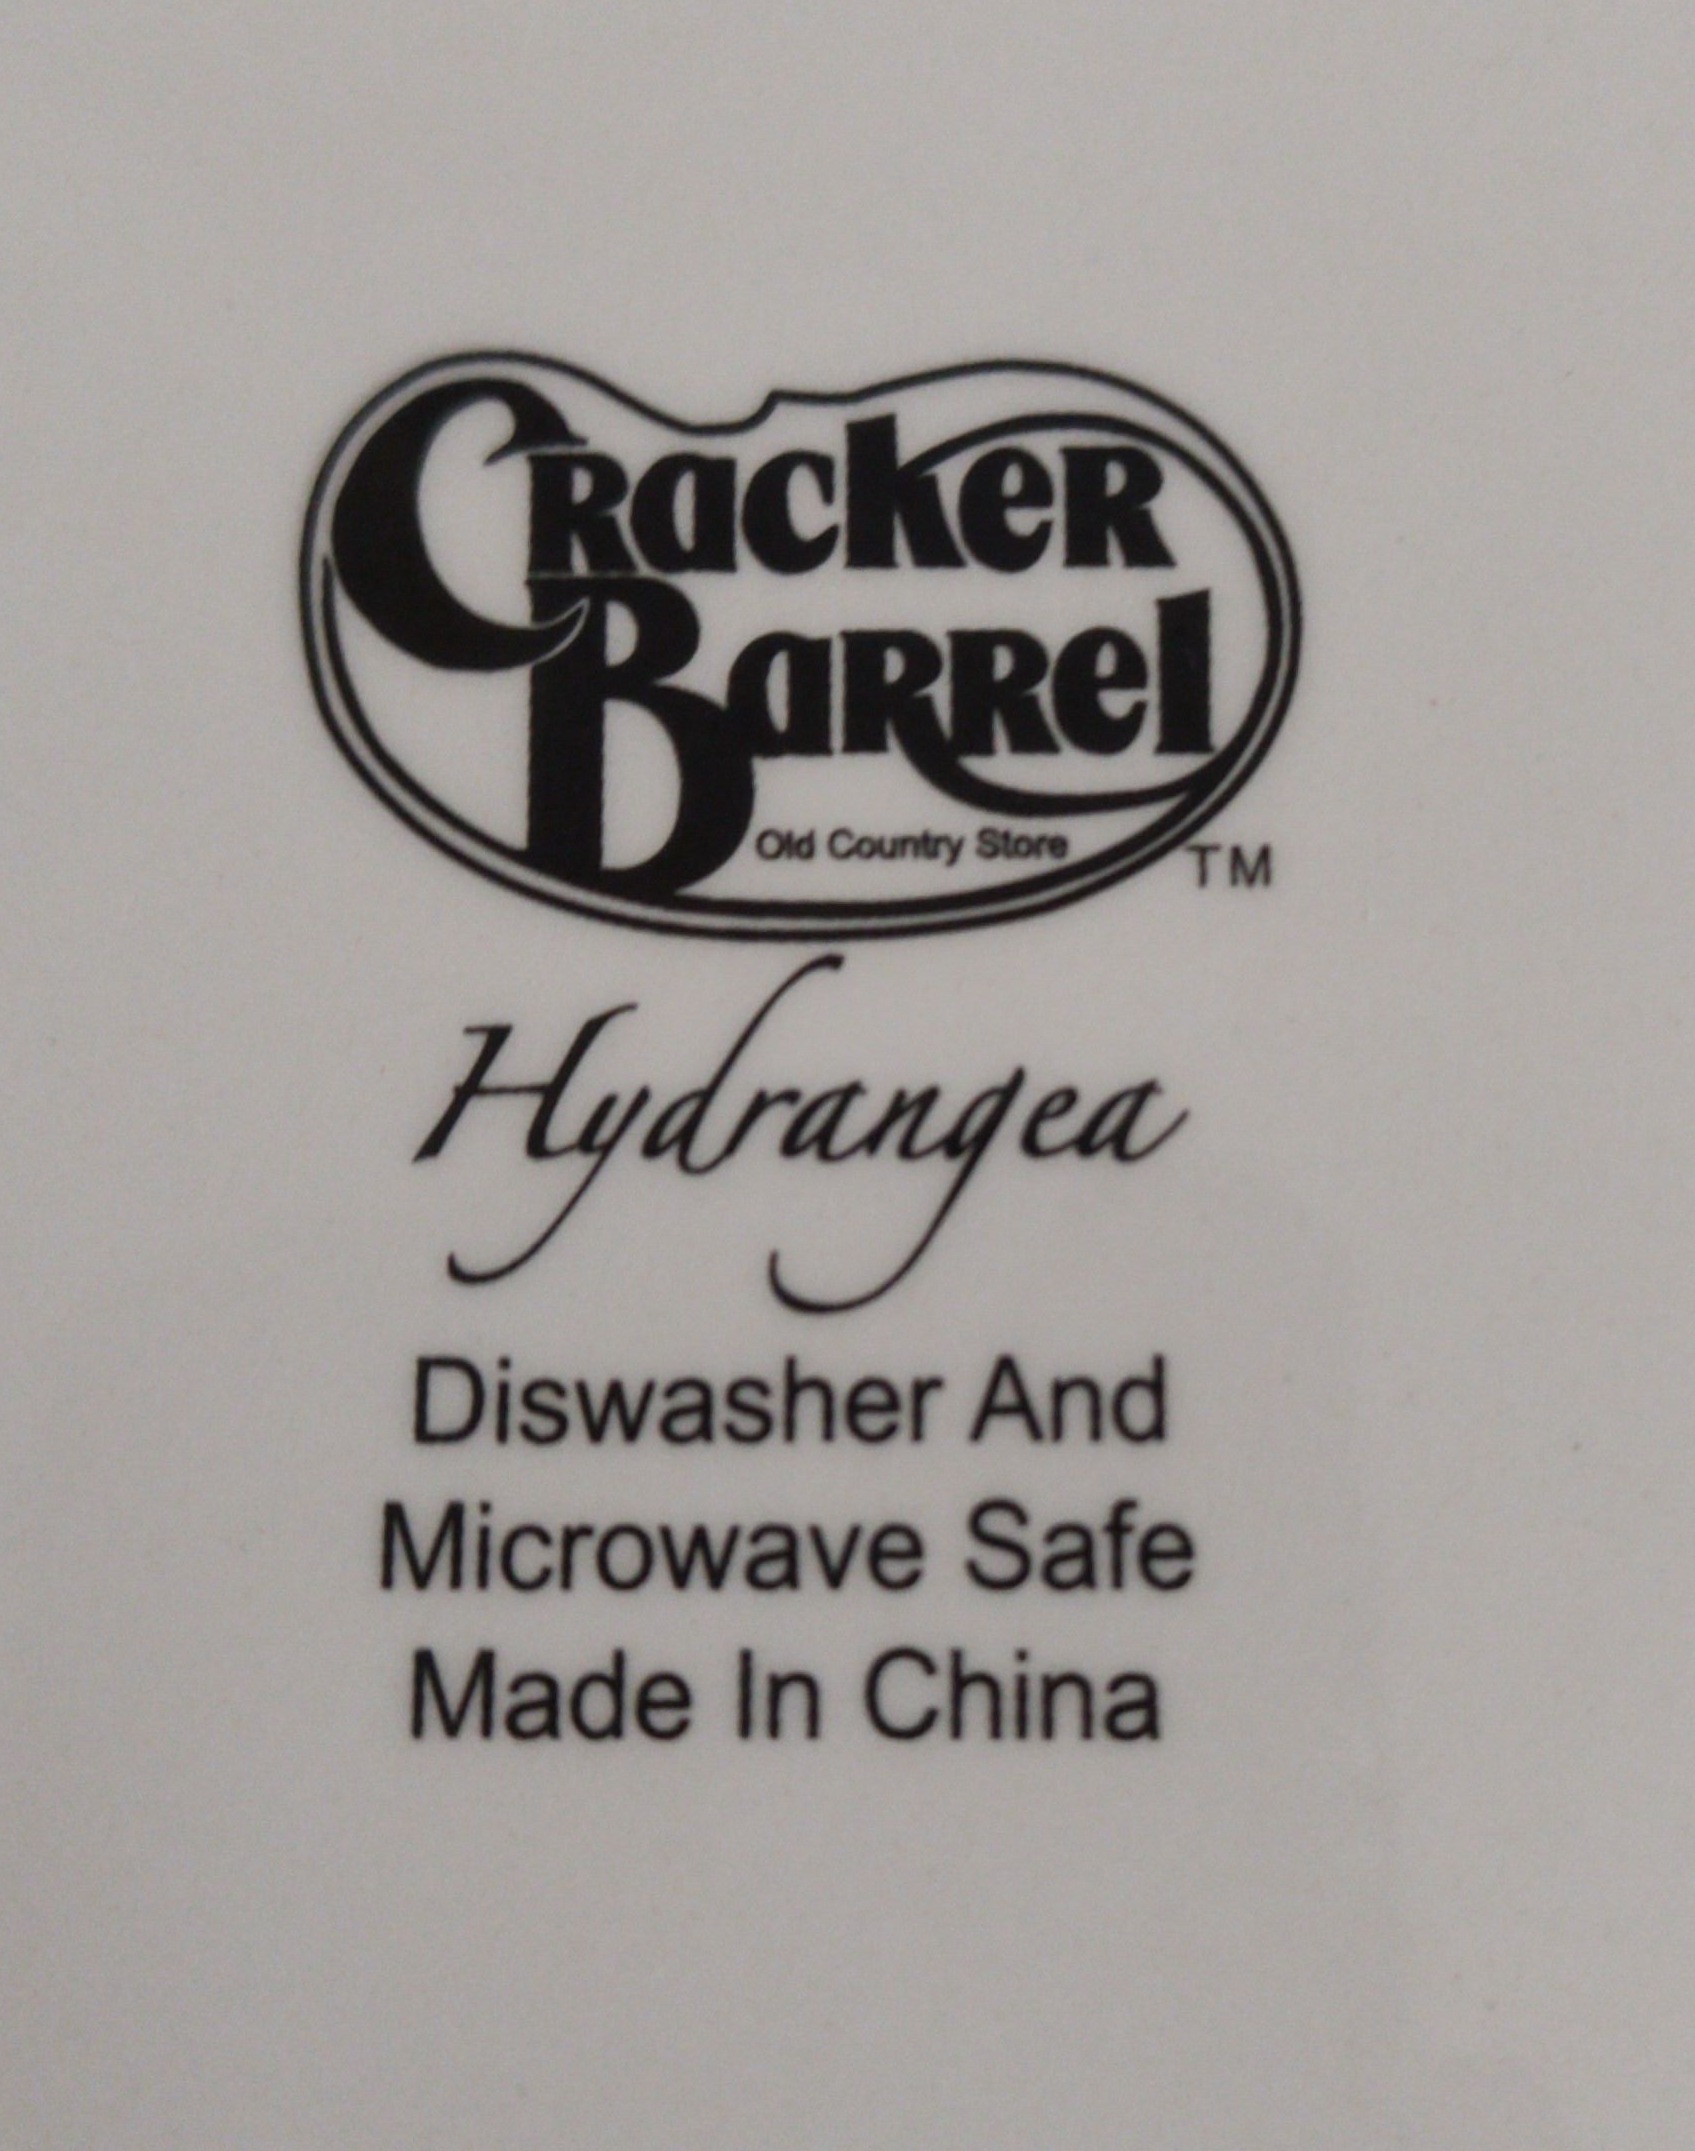 Cracker
Barrel
Old Country Store
TM
Hydrangea
Diswasher And
Microwave Safe
Made In China